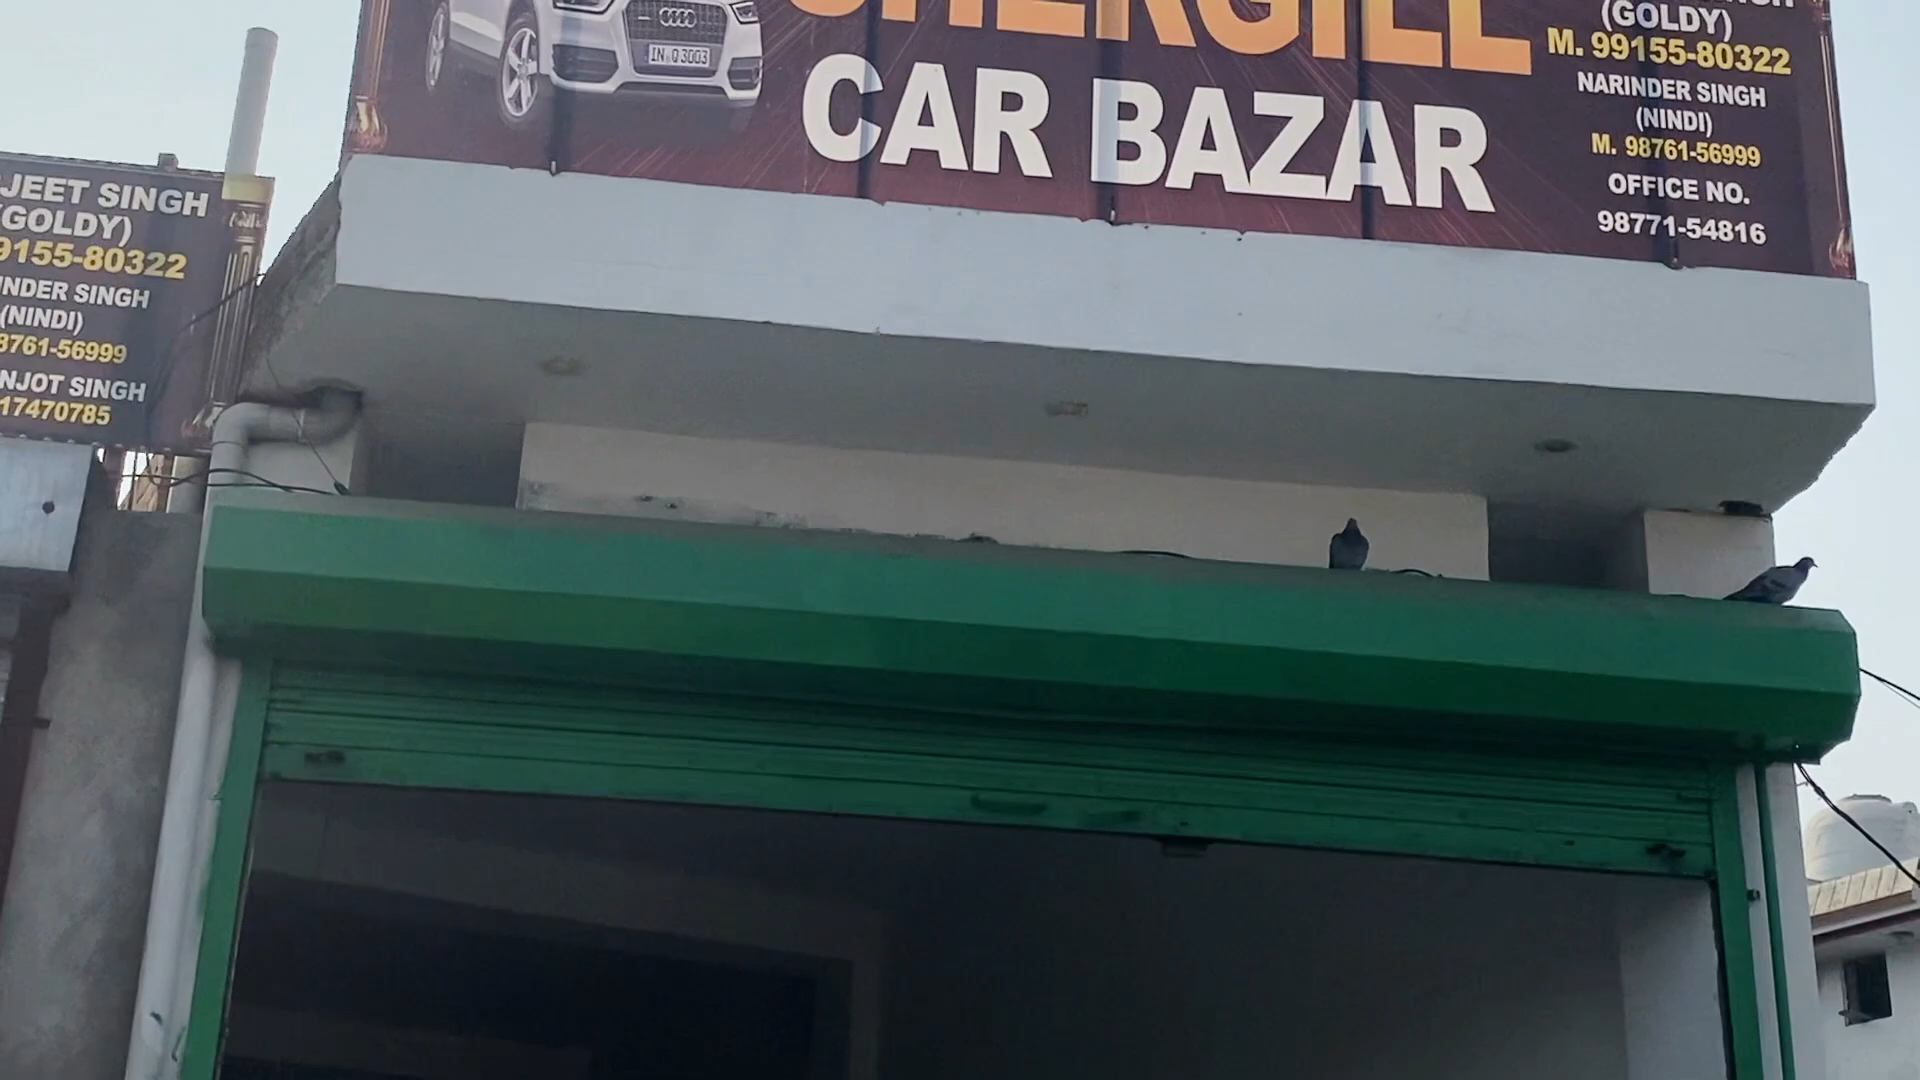 JEET SINGH
(GOLDY)
9155-80322
NDER SINGH
(NINDI)
8761-56999
NJOT SINGH
17470785
IN Q 3003
SHERGILL
CAR BAZAR
(GOLDY)
M. 99155-80322
NARINDER SINGH
(NINDI)
M. 98761-56999
OFFICE NO.
98771-54816